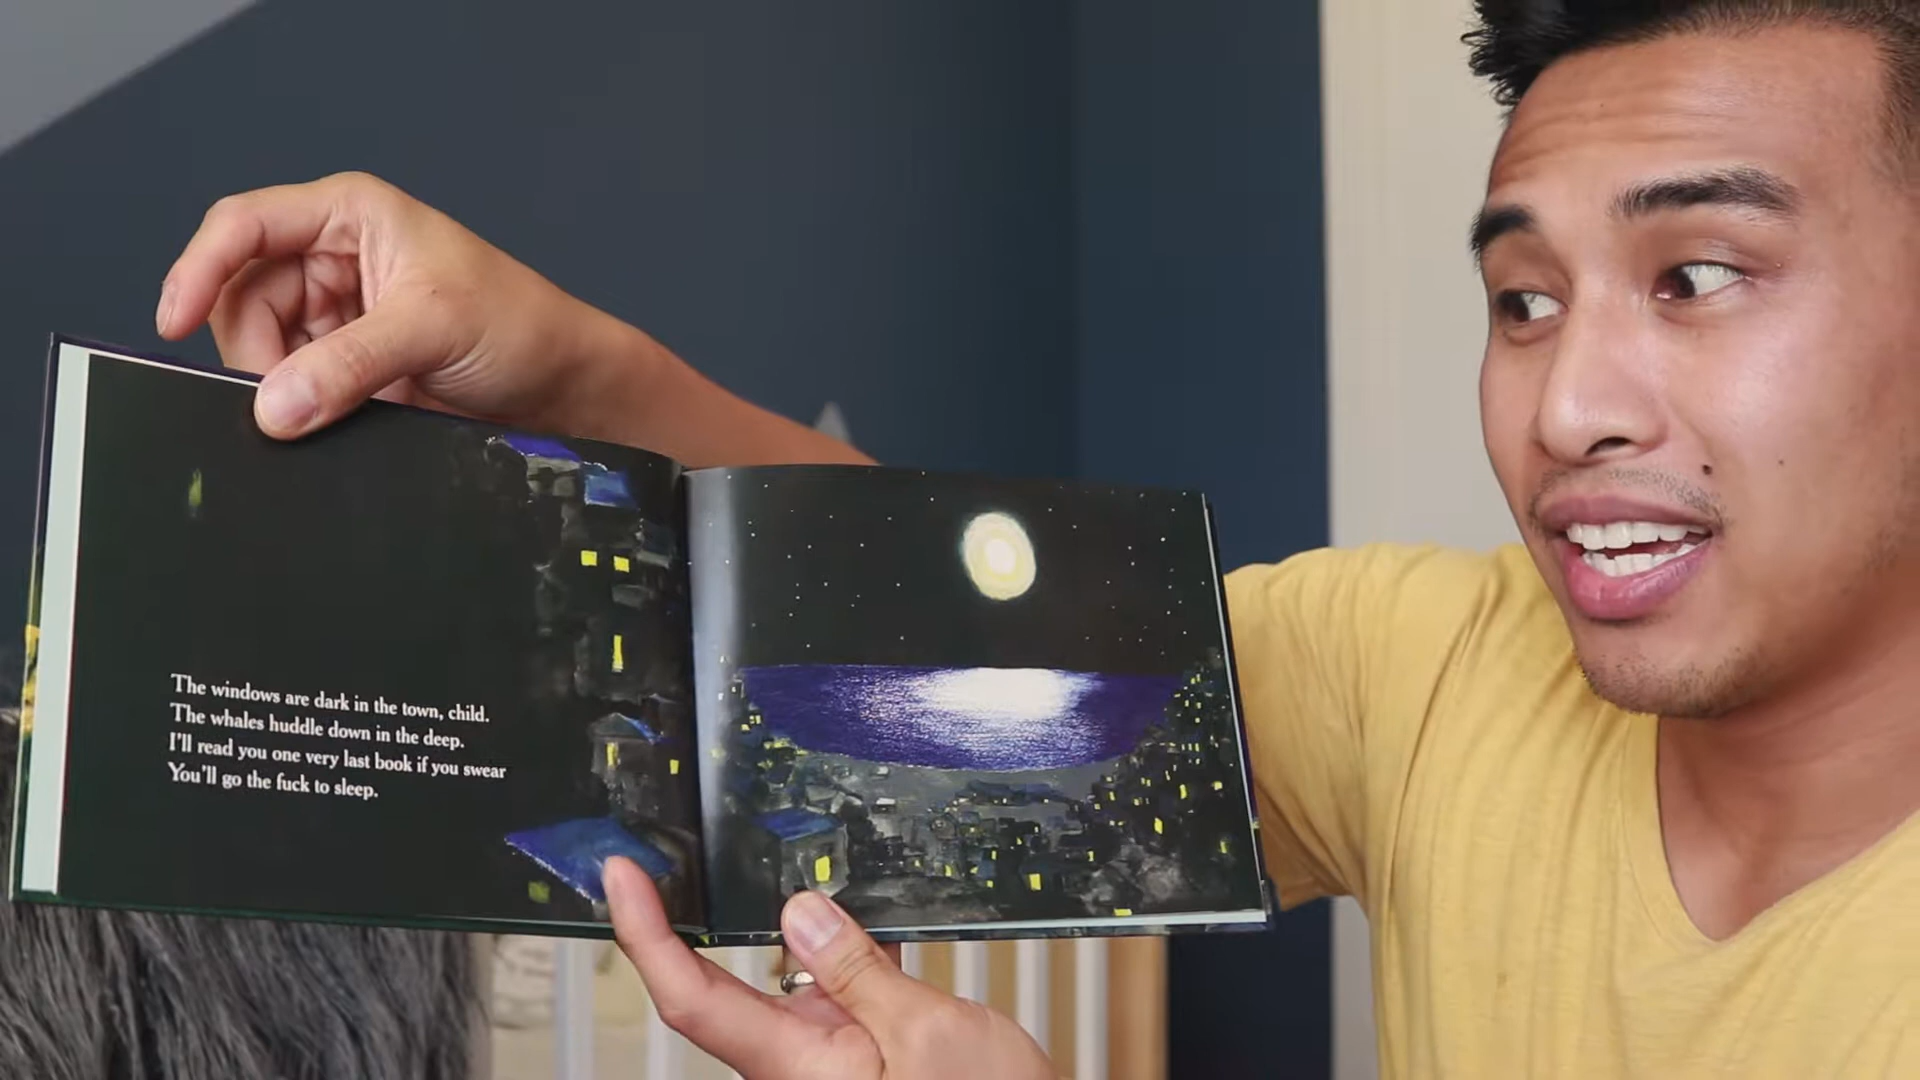 The windows are dark in the town, child.
The whales huddle down in the deep.
I'll read you one very last book if you swear
You'll go the fuck to sleep.